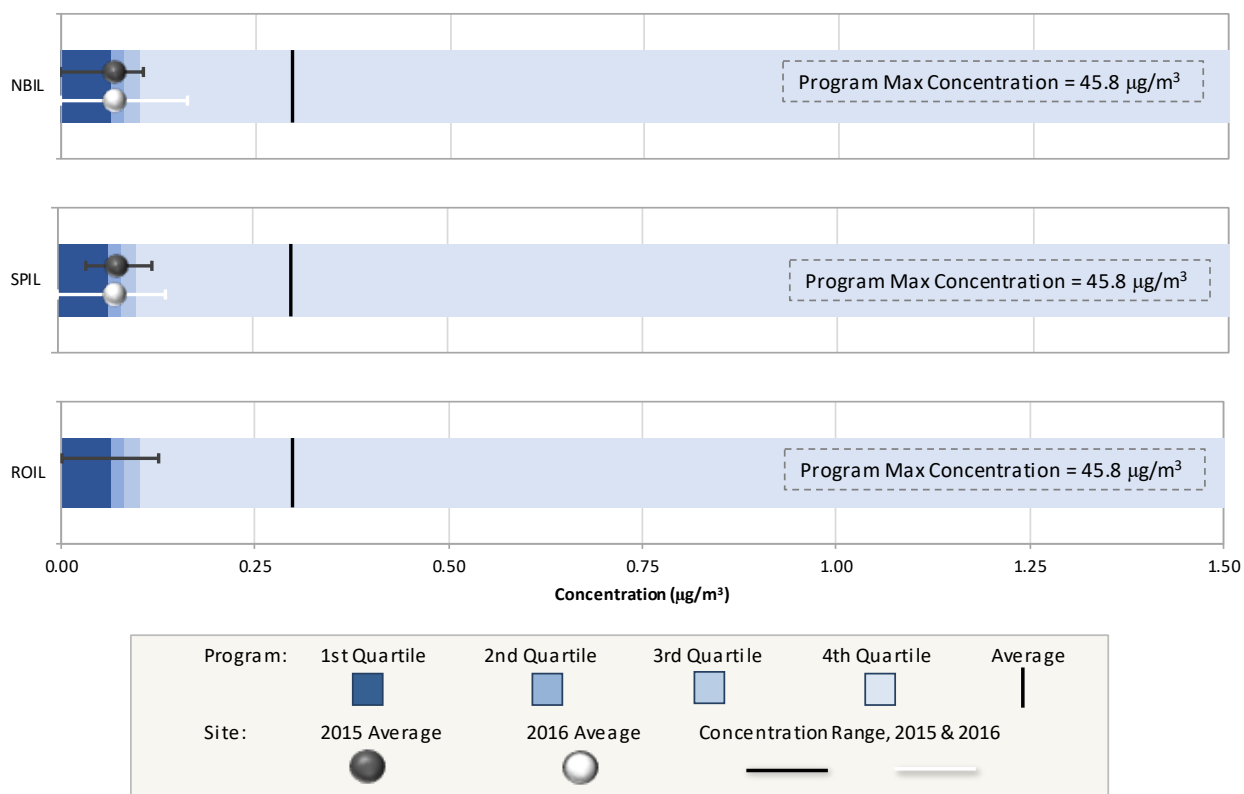 NBIL
Program Max Concentration = 45.8 µg/m³
SPIL
Program Max Concentration = 45.8 µg/m³
ROIL
Program Max Concentration = 45.8 µg/m³
0.00 0.25 0.50 0.75 1.00 1.25 1.50
Concentration (µg/m³)
Program: 1st Quartile 2nd Quartile 3rd Quartile 4th Quartile Average
Site: 2015 Average 2016 Aveage Concentration Range, 2015 & 2016